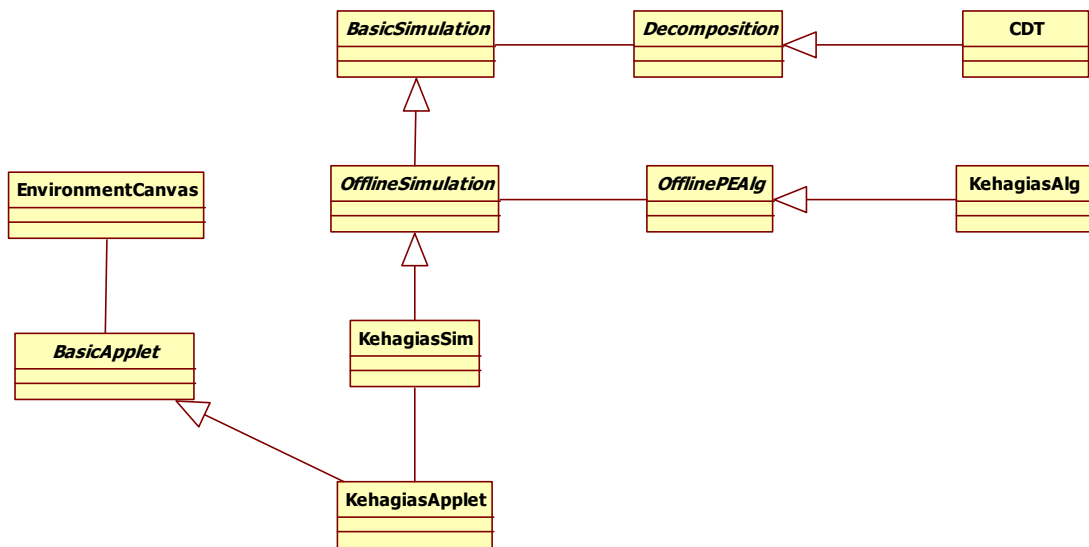 BasicSimulation
Decomposition
CDT
EnvironmentCanvas
OfflineSimulation
OfflinePEAlg
KehagiasAlg
BasicApplet
KehagiasSim
KehagiasApplet